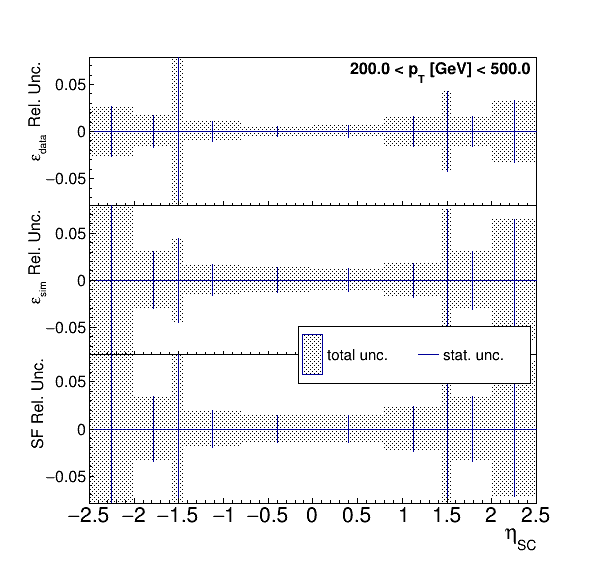 200.0 < p_T [GeV] < 500.0
ε_data Rel. Unc.
0.05
0
−0.05
ε_sim Rel. Unc.
0.05
0
−0.05
total unc.
stat. unc.
SF Rel. Unc.
0.05
0
−0.05
−2.5 −2 −1.5 −1 −0.5 0 0.5 1 1.5 2 2.5
η_SC